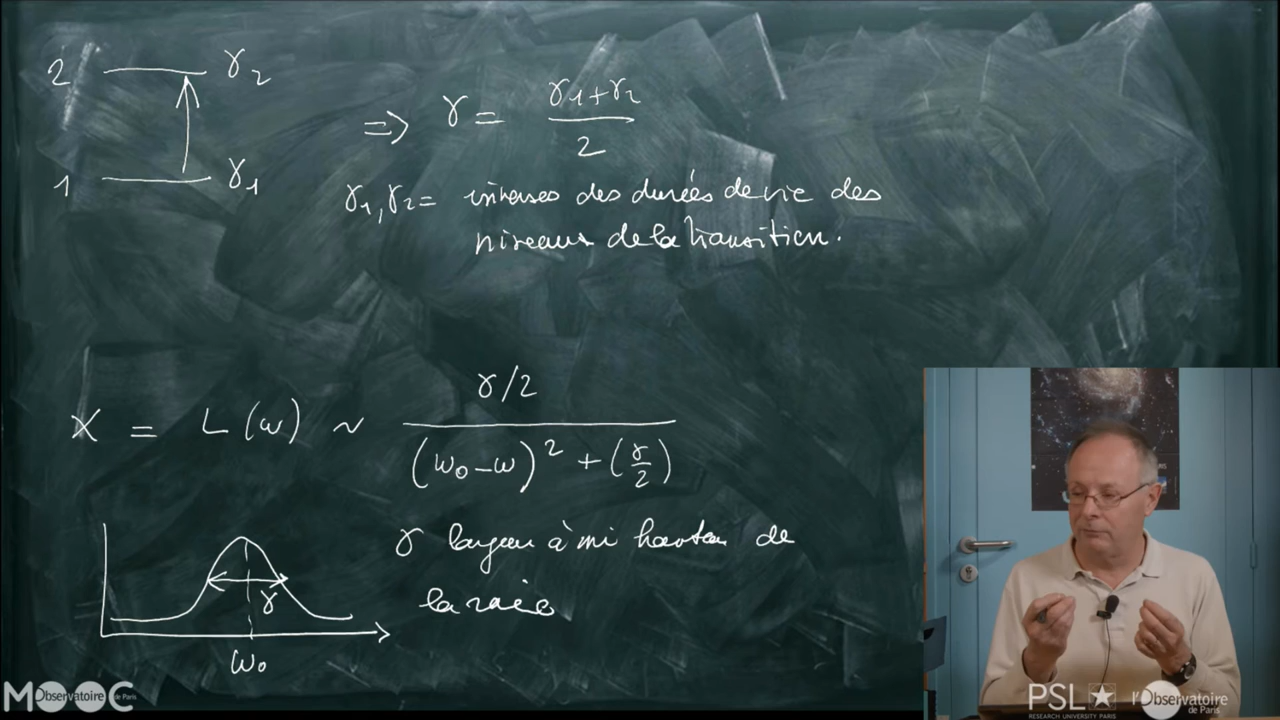 2 γ₂
1 γ₁
⇒ γ = (γ₁+γ₂)/2
γ₁, γ₂ = inverses des durées de vie des
niveaux de la transition.
X = L(ω) ~ (γ/2)/((ω₀-ω)² + (γ/2))
γ
ω₀
γ largeur à mi hauteur de
la raie
MOOC l'Observatoire de Paris
PSL★
RESEARCH UNIVERSITY PARIS
l'Observatoire
de Paris